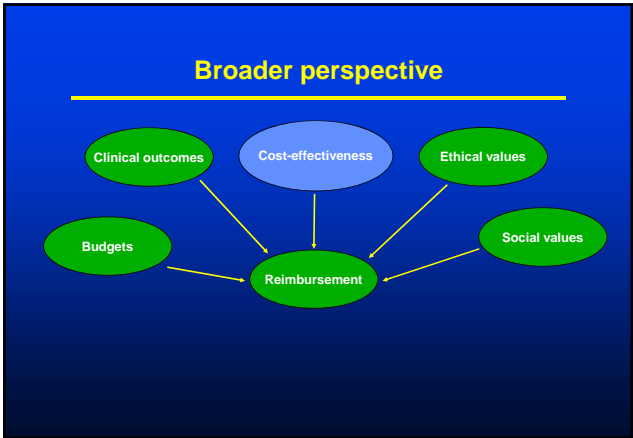 Broader perspective
Clinical outcomes
Cost-effectiveness
Ethical values
Budgets
Social values
Reimbursement